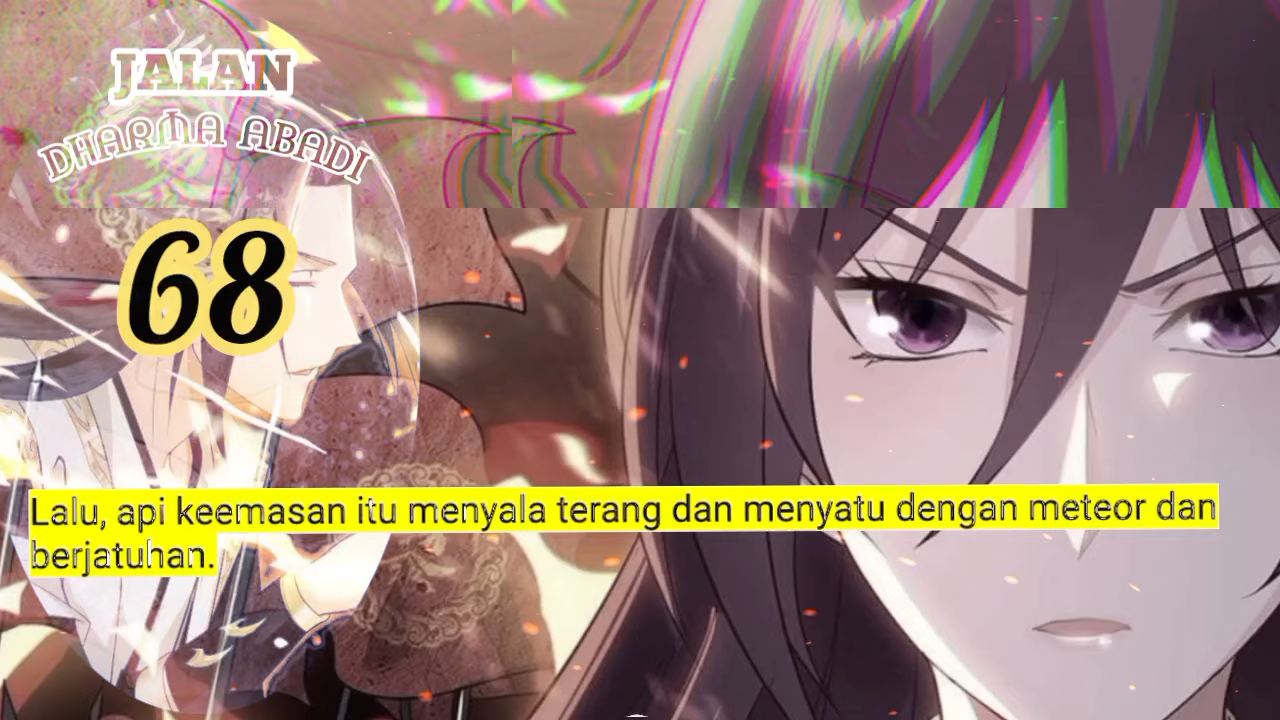 JALAN
DHARMA ABADI
68
Lalu, api keemasan itu menyala terang dan menyatu dengan meteor dan
berjatuhan.